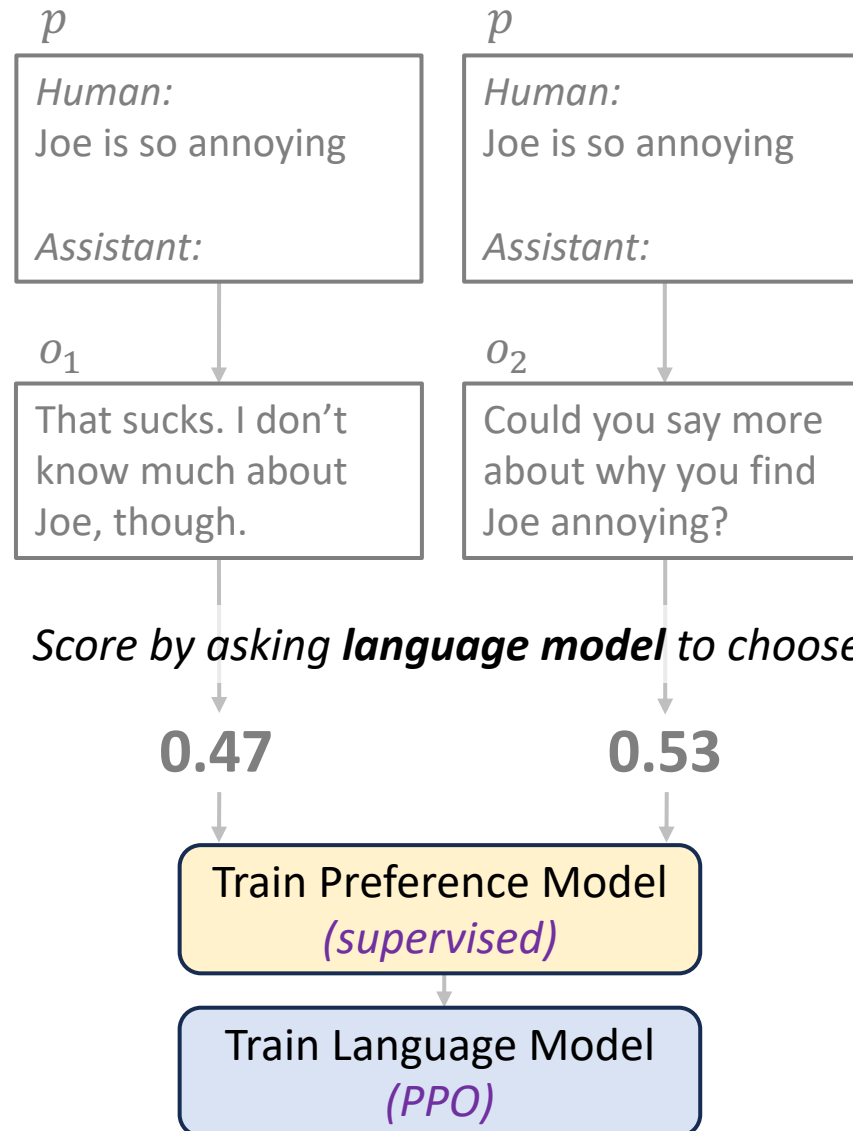 p
Human:
Joe is so annoying
Assistant:
o₁
That sucks. I don’t
know much about
Joe, though.
p
Human:
Joe is so annoying
Assistant:
o₂
Could you say more
about why you find
Joe annoying?
Score by asking language model to choose
0.47
0.53
Train Preference Model
(supervised)
Train Language Model
(PPO)